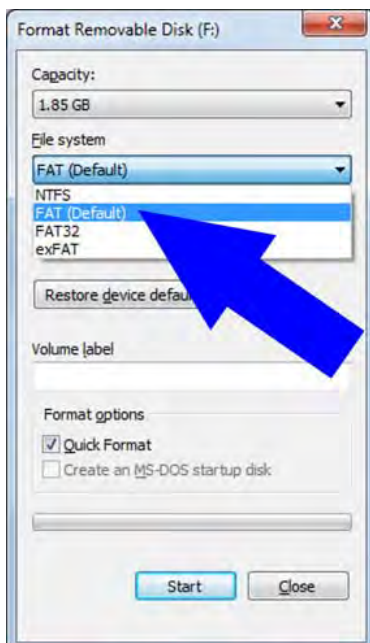 Format Removable Disk (F:)
Capacity:
1.85 GB
File system
FAT (Default)
NTFS
FAT (Default)
FAT32
exFAT
Restore device
Volume label
Format options
Quick Format
Create an MS-DOS startup disk
Start
Close